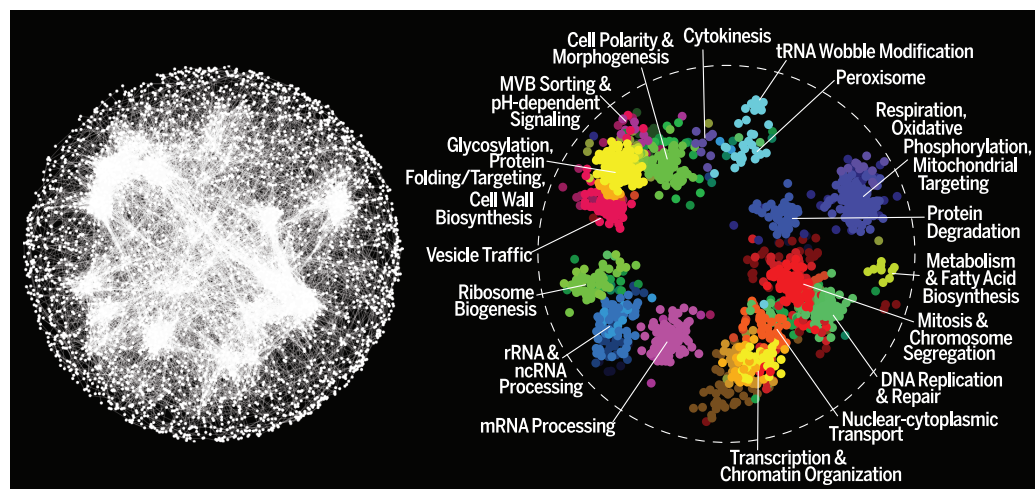 Cytokinesis
Cell Polarity &
Morphogenesis
tRNA Wobble Modification
Peroxisome
MVB Sorting &
pH-dependent
Signaling
Respiration,
Oxidative
Phosphorylation,
Mitochondrial
Targeting
Glycosylation,
Protein
Folding/Targeting,
Cell Wall
Biosynthesis
Protein
Degradation
Vesicle Traffic
Metabolism
& Fatty Acid
Biosynthesis
Ribosome
Biogenesis
Mitosis &
Chromosome
Segregation
rRNA &
ncRNA
Processing
DNA Replication
& Repair
mRNA Processing
Nuclear-cytoplasmic
Transport
Transcription &
Chromatin Organization